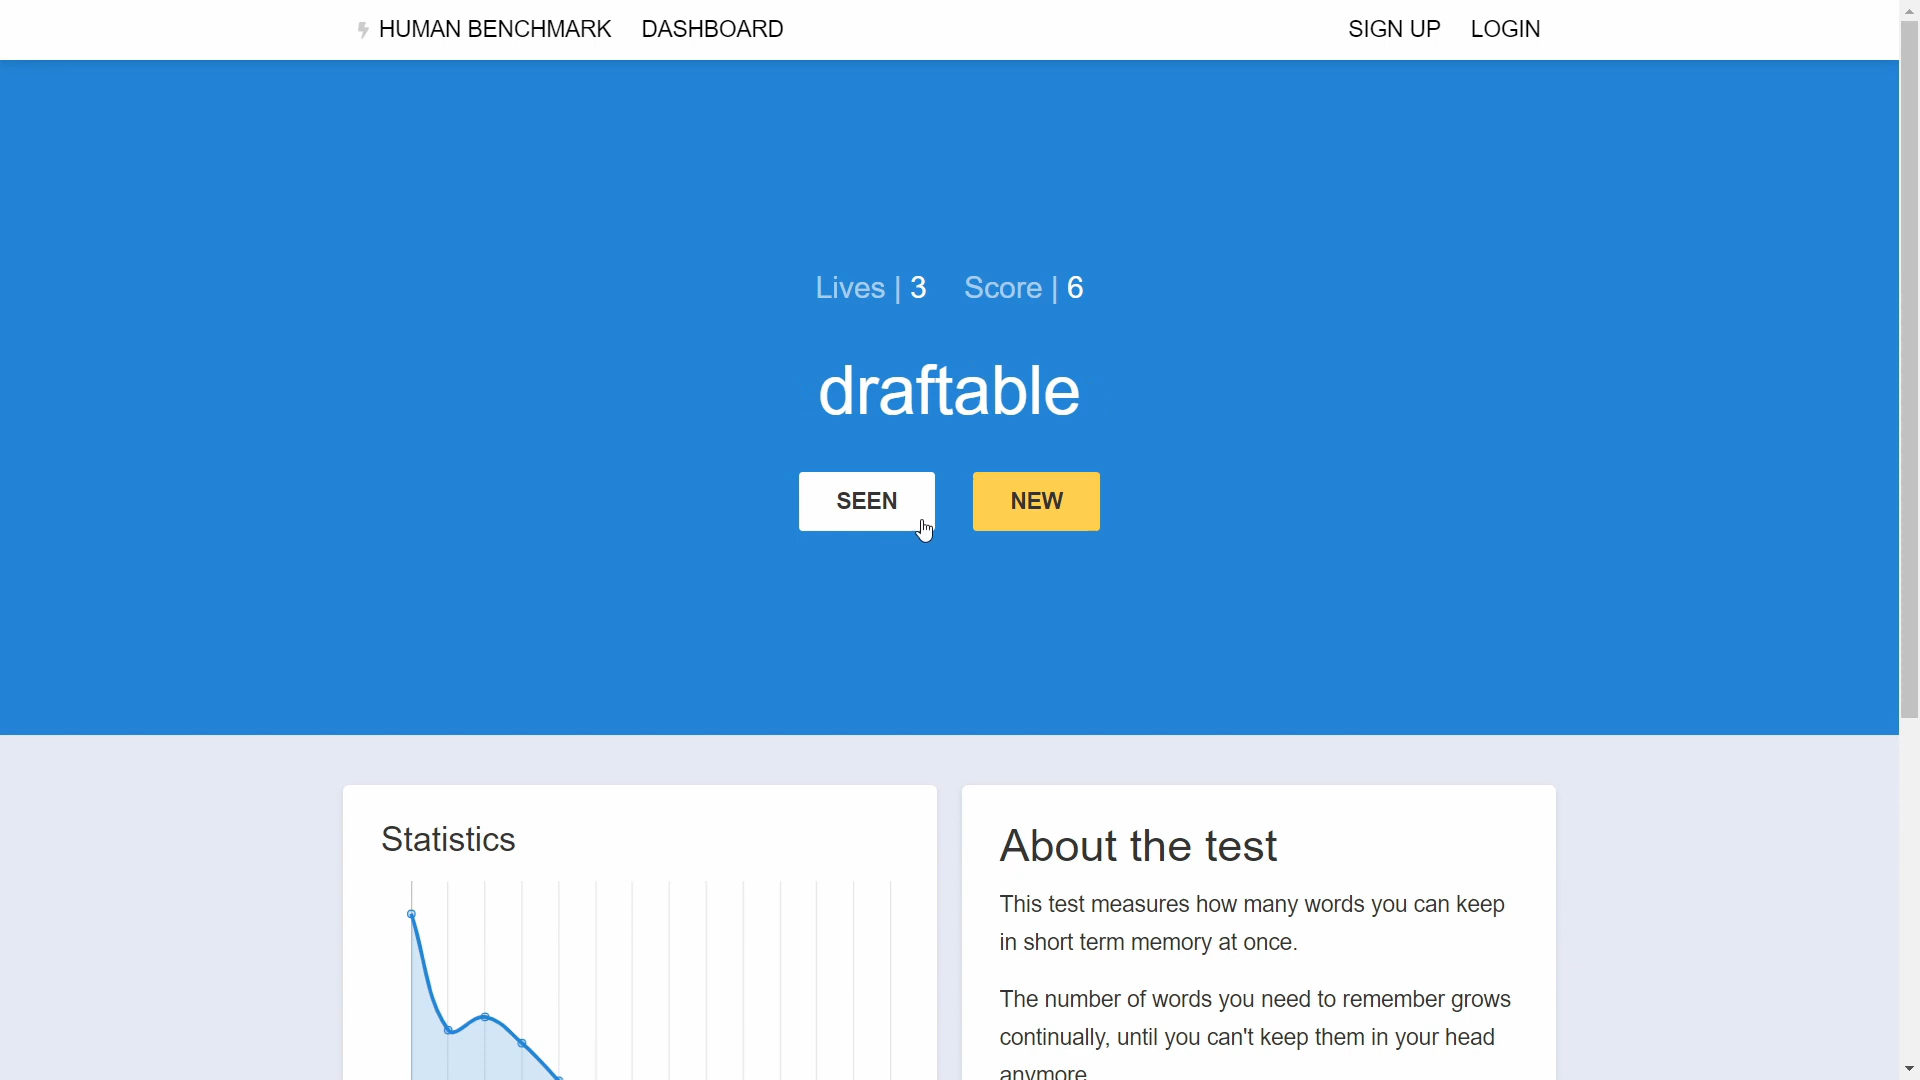 HUMAN BENCHMARK DASHBOARD SIGN UP LOGIN
Lives | 3 Score | 6
draftable
SEEN NEW
Statistics
About the test
This test measures how many words you can keep
in short term memory at once.
The number of words you need to remember grows
continually, until you can't keep them in your head
anymore.